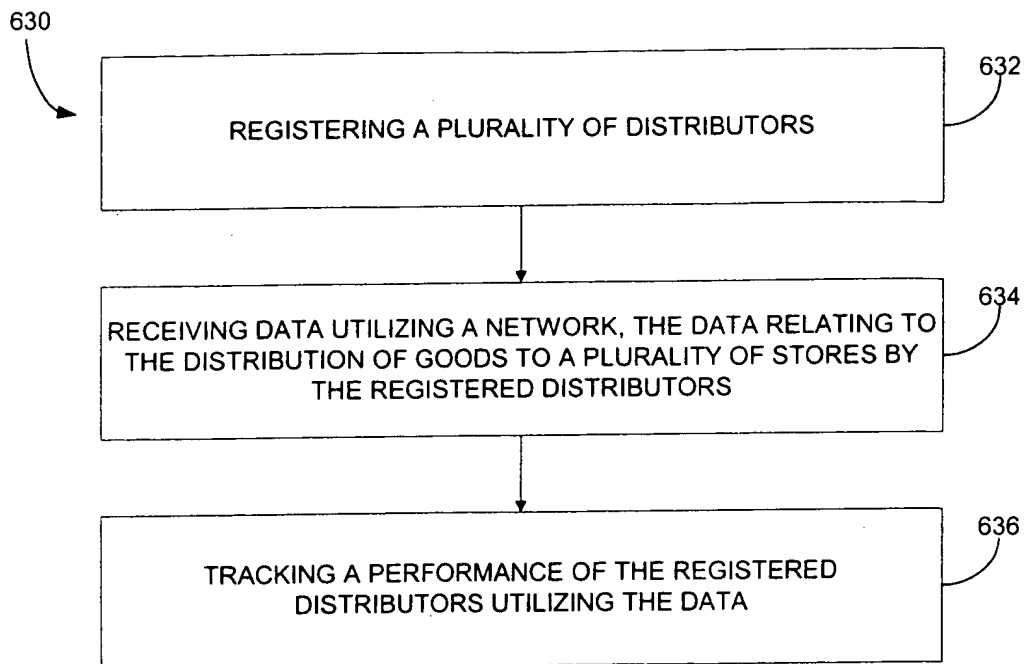 630
632
REGISTERING A PLURALITY OF DISTRIBUTORS
634
RECEIVING DATA UTILIZING A NETWORK, THE DATA RELATING TO
THE DISTRIBUTION OF GOODS TO A PLURALITY OF STORES BY
THE REGISTERED DISTRIBUTORS
636
TRACKING A PERFORMANCE OF THE REGISTERED
DISTRIBUTORS UTILIZING THE DATA